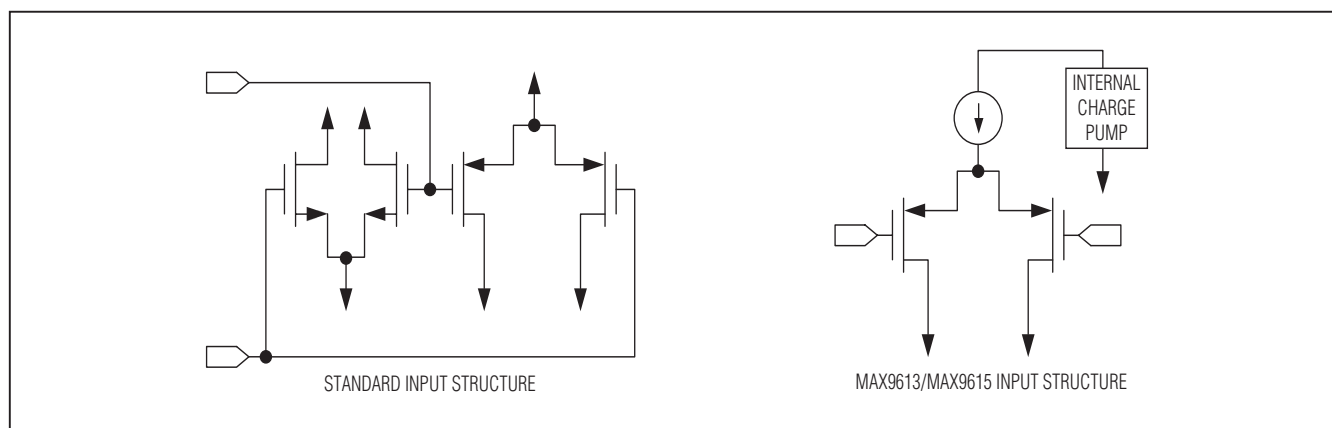 INTERNAL
CHARGE
PUMP
STANDARD INPUT STRUCTURE
MAX9613/MAX9615 INPUT STRUCTURE